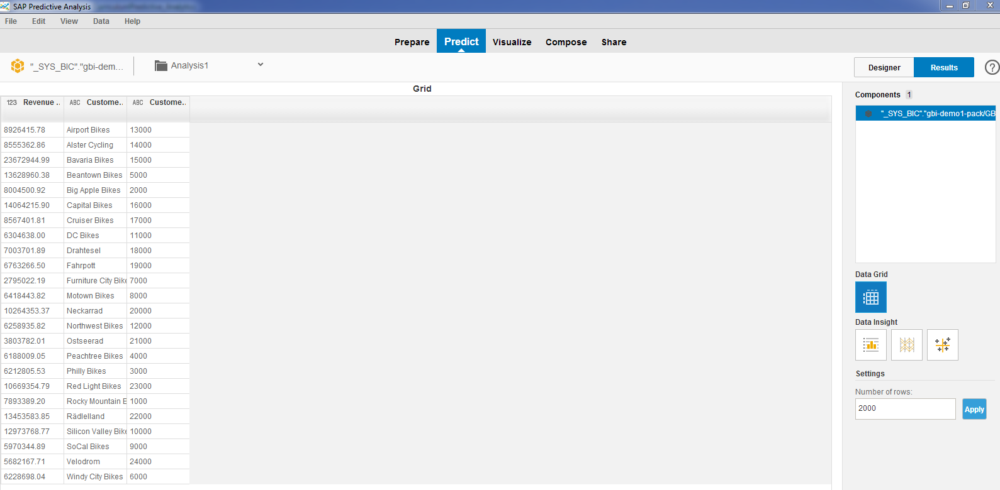 SAP Predictive Analysis
File Edit View Data Help
Prepare Predict Visualize Compose Share
"_SYS_BIC"."gbi-dem... Analysis1 Designer Results ?
Grid
123 Revenue .. ABC Custome.. ABC Custome..
8926415.78 Airport Bikes 13000
8555362.86 Alster Cycling 14000
23672944.99 Bavaria Bikes 15000
13628960.38 Beantown Bikes 5000
8004500.92 Big Apple Bikes 2000
14064215.90 Capital Bikes 16000
8567401.81 Cruiser Bikes 17000
6304638.00 DC Bikes 11000
7003701.89 Drahtesel 18000
6763266.50 Fahrpott 19000
2795022.19 Furniture City Bike 7000
6418443.82 Motown Bikes 8000
10264353.37 Neckarrad 20000
6258935.82 Northwest Bikes 12000
3803782.01 Ostseerad 21000
6188009.05 Peachtree Bikes 4000
6212805.53 Philly Bikes 3000
10669354.79 Red Light Bikes 23000
7893389.20 Rocky Mountain 1000
13453583.85 Rädlelland 22000
12973768.77 Silicon Valley Bike 10000
5970344.89 SoCal Bikes 9000
5682167.71 Velodrom 24000
6228698.04 Windy City Bikes 6000
Components 1
"_SYS_BIC"."gbi-demo1-pack/GB
Data Grid
Data Insight
Settings
Number of rows:
2000 Apply